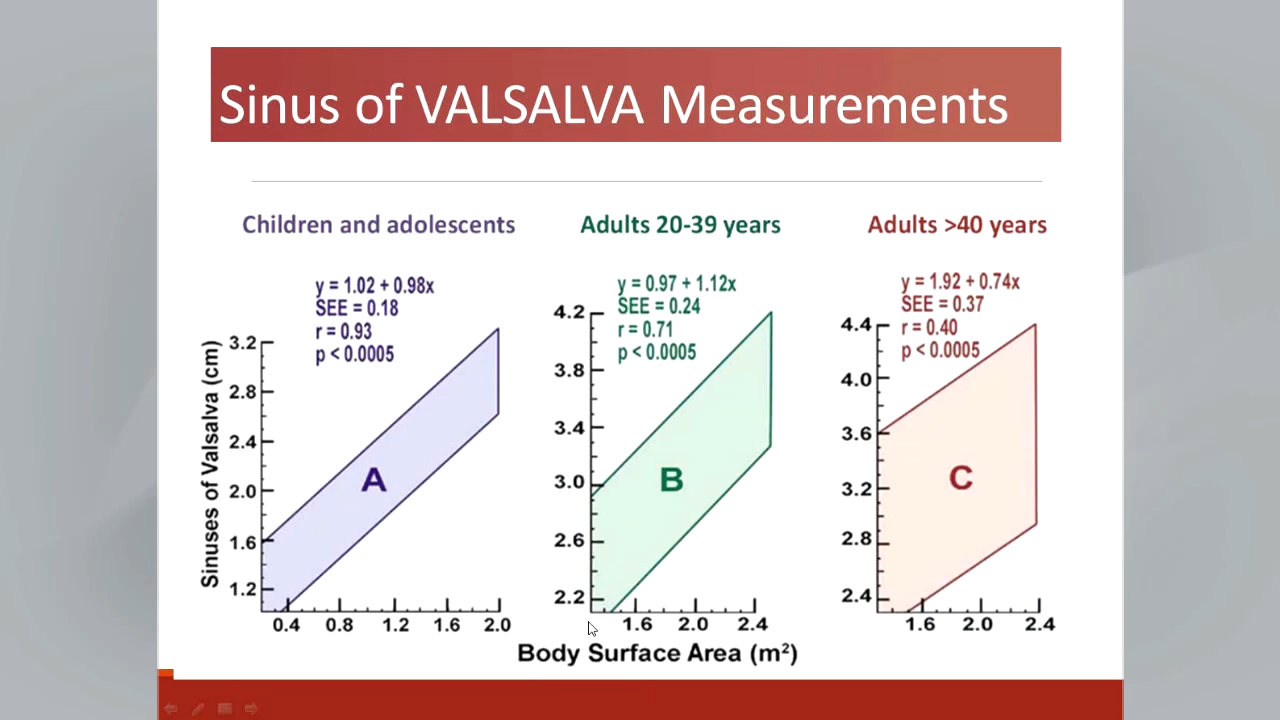 Sinus of VALSALVA Measurements
Children and adolescents
Adults 20-39 years
Adults >40 years
y = 1.02 + 0.98x
SEE = 0.18
r = 0.93
p < 0.0005
y = 0.97 + 1.12x
SEE = 0.24
r = 0.71
p < 0.0005
y = 1.92 + 0.74x
SEE = 0.37
r = 0.40
p < 0.0005
Sinuses of Valsalva (cm)
3.2
2.8
2.4
2.0
1.6
1.2
A
0.4 0.8 1.2 1.6 2.0
4.2
3.8
3.4
3.0
2.6
2.2
B
1.6 2.0 2.4
4.4
4.0
3.6
3.2
2.8
2.4
C
1.6 2.0 2.4
Body Surface Area (m²)